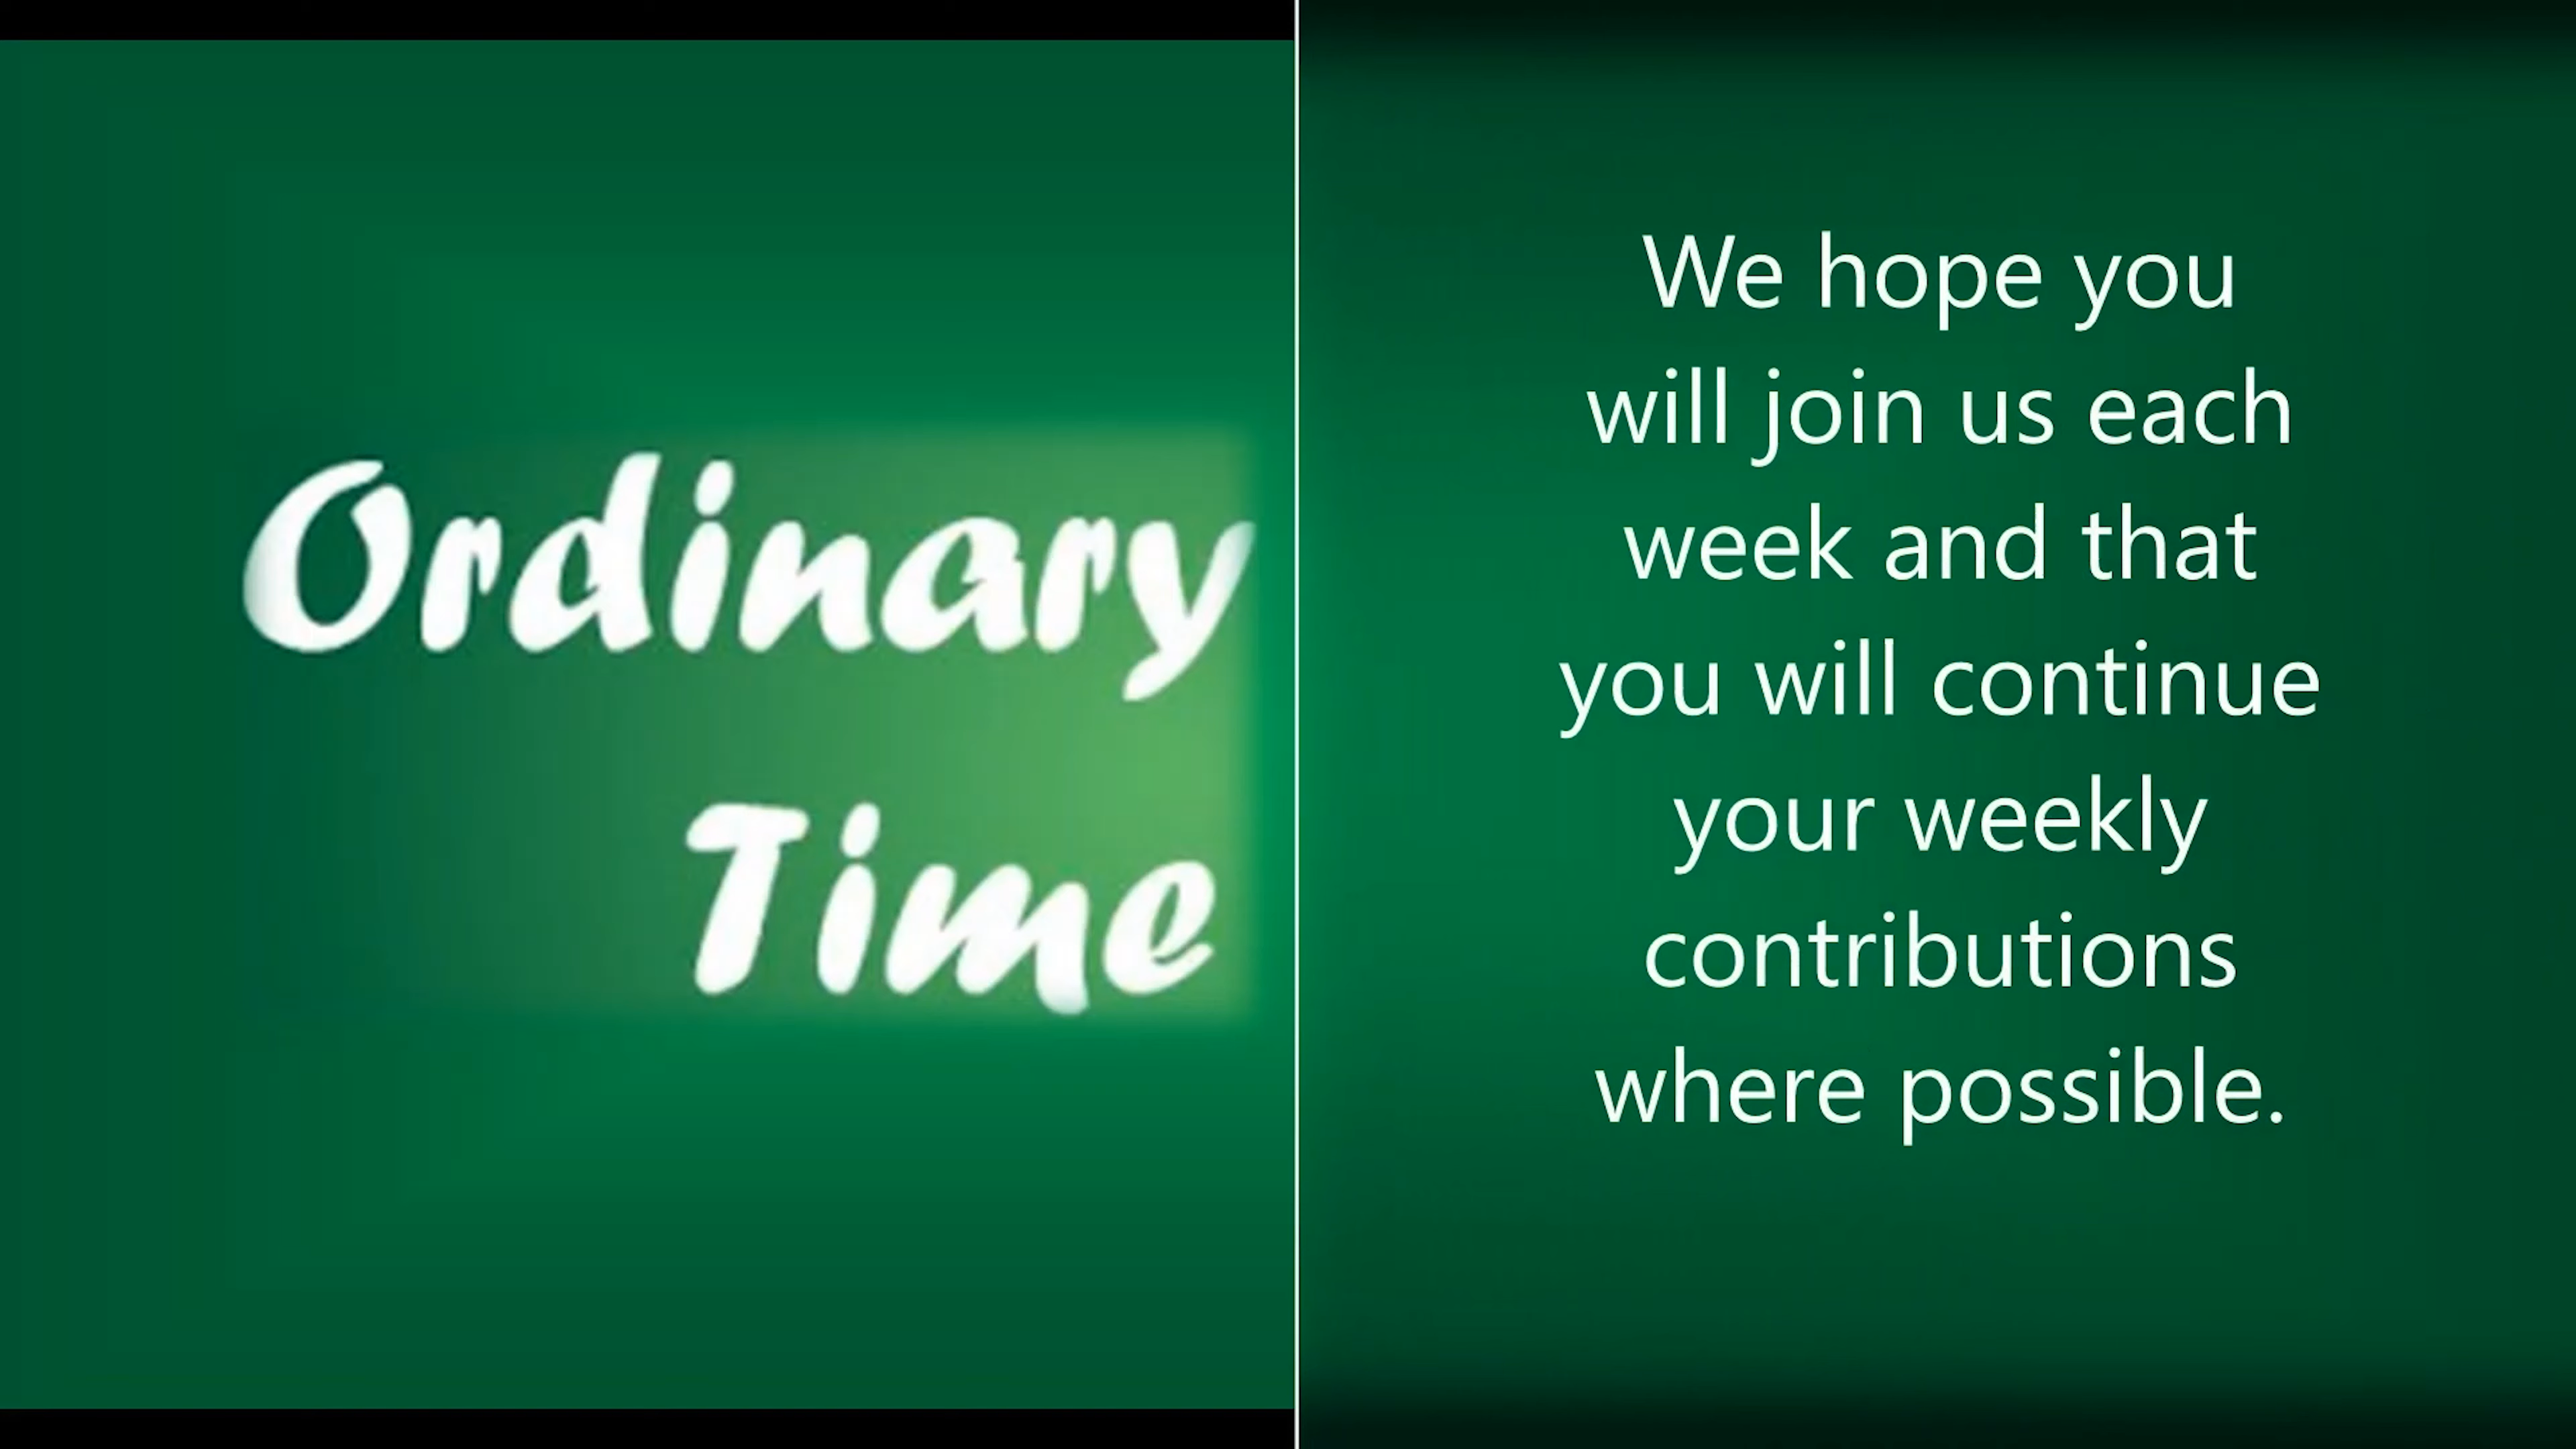 Ordinary
Time
We hope you
will join us each
week and that
you will continue
your weekly
contributions
where possible.